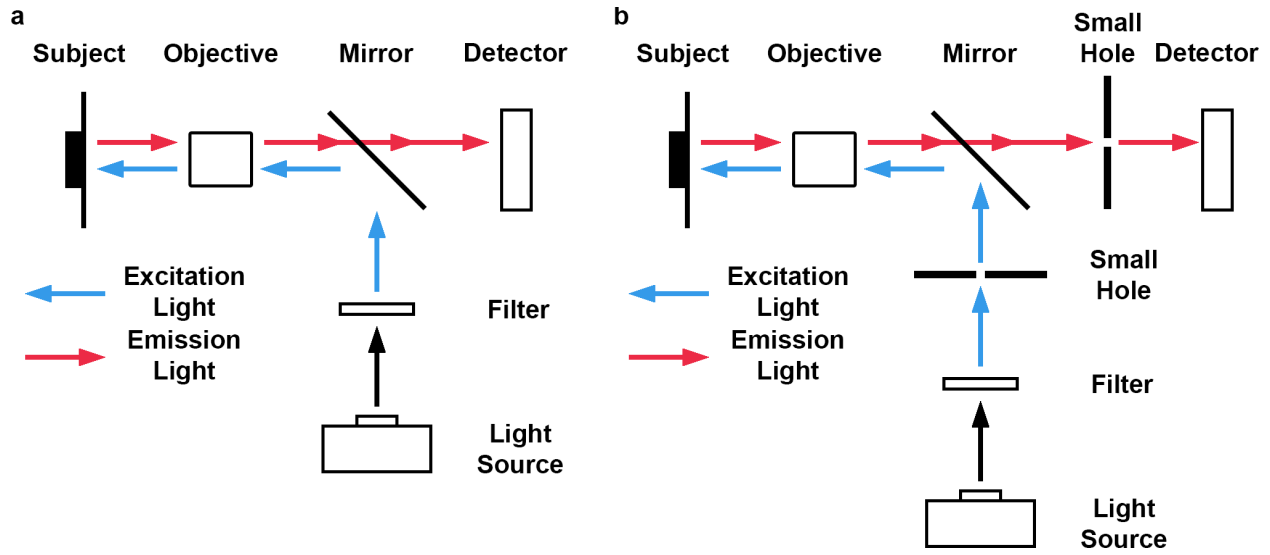 a
Subject
Objective
Mirror
Detector
Excitation
Light
Emission
Light
Filter
Light
Source
b
Subject
Objective
Mirror
Small
Hole
Detector
Excitation
Light
Emission
Light
Small
Hole
Filter
Light
Source